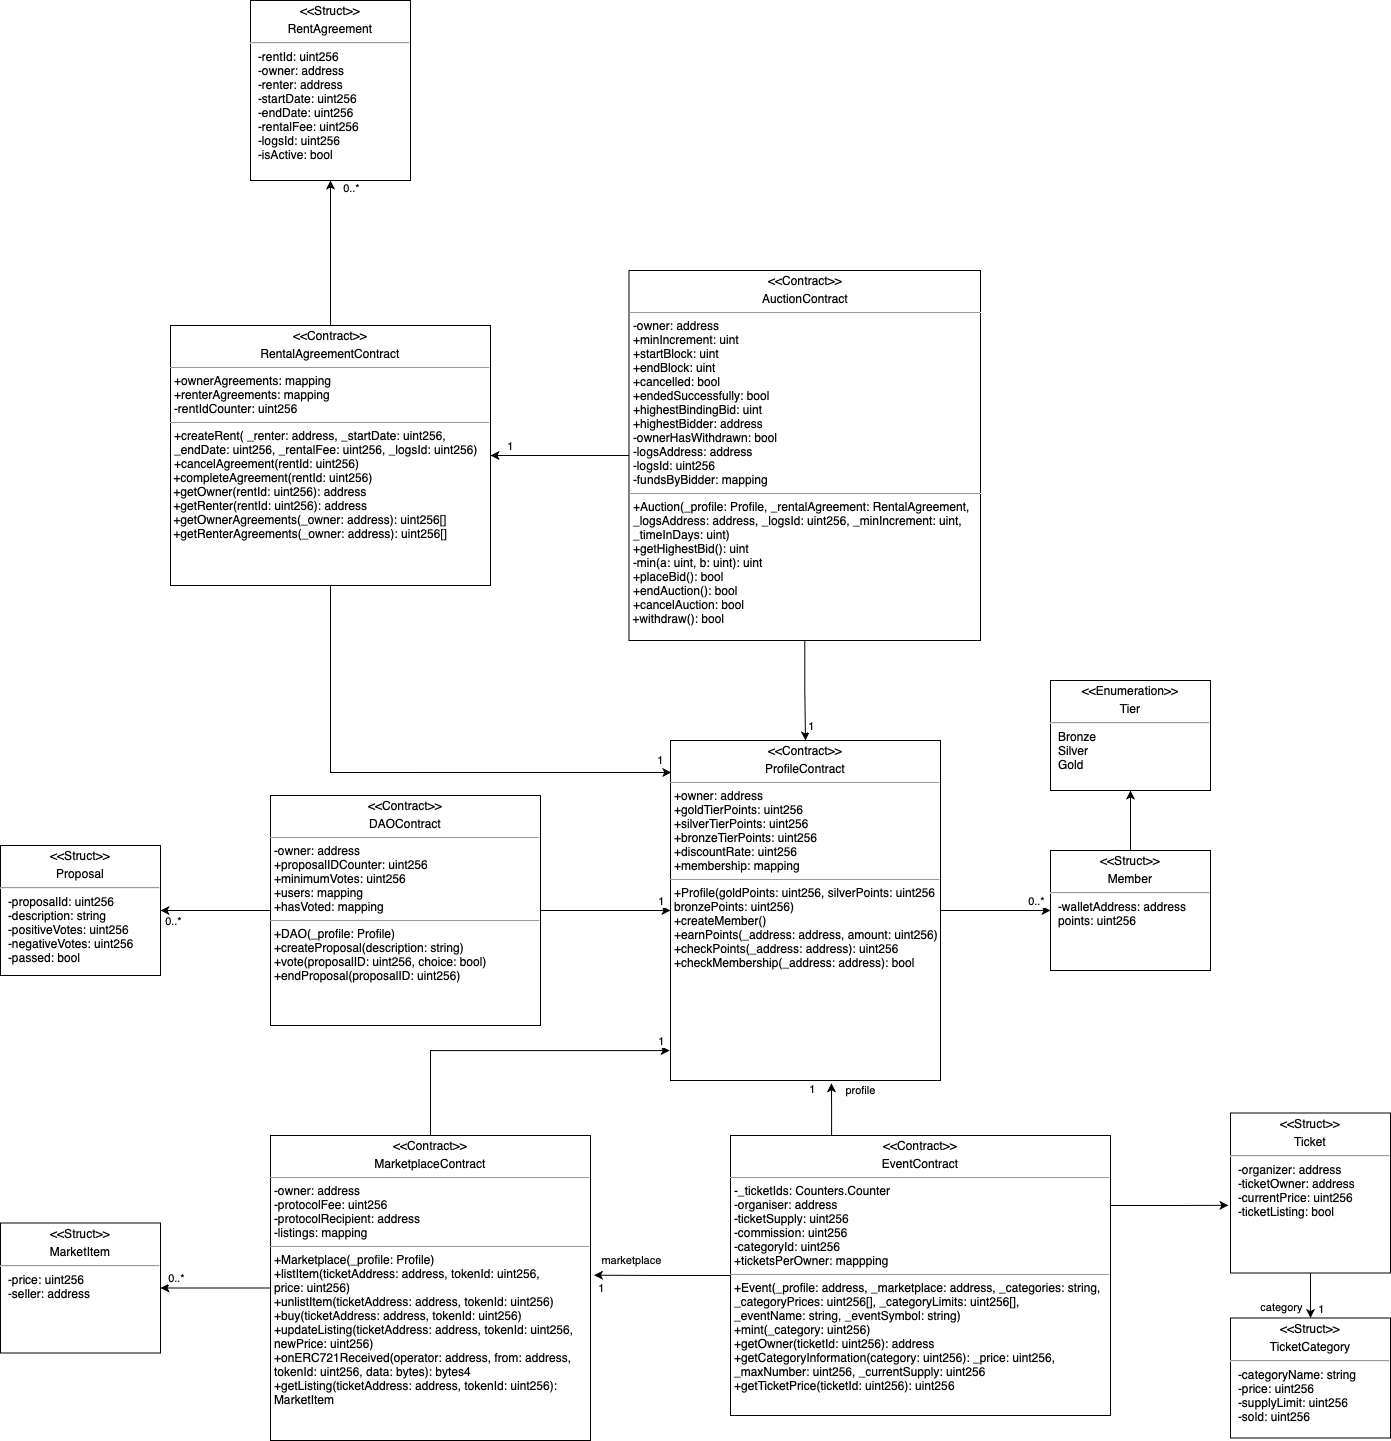 <<Struct>>
RentAgreement
-rentId: uint256
-owner: address
-renter: address
-startDate: uint256
-endDate: uint256
-rentalFee: uint256
-logsId: uint256
-isActive: bool
0..*
<<Contract>>
RentalAgreementContract
+ownerAgreements: mapping
+renterAgreements: mapping
-rentIdCounter: uint256
+createRent( _renter: address, _startDate: uint256,
_endDate: uint256, _rentalFee: uint256, _logsId: uint256)
+cancelAgreement(rentId: uint256)
+completeAgreement(rentId: uint256)
+getOwner(rentId: uint256): address
+getRenter(rentId: uint256): address
+getOwnerAgreements(_owner: address): uint256[]
+getRenterAgreements(_owner: address): uint256[]
1
<<Contract>>
AuctionContract
-owner: address
+minIncrement: uint
+startBlock: uint
+endBlock: uint
+cancelled: bool
+endedSuccessfully: bool
+highestBindingBid: uint
+highestBidder: address
-ownerHasWithdrawn: bool
-logsAddress: address
-logsId: uint256
-fundsByBidder: mapping
+Auction(_profile: Profile, _rentalAgreement: RentalAgreement,
_logsAddress: address, _logsId: uint256, _minIncrement: uint,
_timeInDays: uint)
+getHighestBid(): uint
-min(a: uint, b: uint): uint
+placeBid(): bool
+endAuction(): bool
+cancelAuction: bool
+withdraw(): bool
1
1
<<Enumeration>>
Tier
Bronze
Silver
Gold
<<Contract>>
ProfileContract
+owner: address
+goldTierPoints: uint256
+silverTierPoints: uint256
+bronzeTierPoints: uint256
+discountRate: uint256
+membership: mapping
+Profile(goldPoints: uint256, silverPoints: uint256
bronzePoints: uint256)
+createMember()
+earnPoints(_address: address, amount: uint256)
+checkPoints(_address: address): uint256
+checkMembership(_address: address): bool
0..*
<<Struct>>
Member
-walletAddress: address
points: uint256
<<Contract>>
DAOContract
-owner: address
+proposalIDCounter: uint256
+minimumVotes: uint256
+users: mapping
+hasVoted: mapping
+DAO(_profile: Profile)
+createProposal(description: string)
+vote(proposalID: uint256, choice: bool)
+endProposal(proposalID: uint256)
1
<<Struct>>
Proposal
-proposalId: uint256
-description: string
-positiveVotes: uint256
-negativeVotes: uint256
-passed: bool
0..*
1
1
profile
<<Contract>>
MarketplaceContract
-owner: address
-protocolFee: uint256
-protocolRecipient: address
-listings: mapping
+Marketplace(_profile: Profile)
+listItem(ticketAddress: address, tokenId: uint256,
price: uint256)
+unlistItem(ticketAddress: address, tokenId: uint256)
+buy(ticketAddress: address, tokenId: uint256)
+updateListing(ticketAddress: address, tokenId: uint256,
newPrice: uint256)
+onERC721Received(operator: address, from: address,
tokenId: uint256, data: bytes): bytes4
+getListing(ticketAddress: address, tokenId: uint256):
MarketItem
<<Struct>>
MarketItem
-price: uint256
-seller: address
0..*
marketplace
1
<<Contract>>
EventContract
-_ticketIds: Counters.Counter
-organiser: address
-ticketSupply: uint256
-commission: uint256
-categoryId: uint256
+ticketsPerOwner: mappping
+Event(_profile: address, _marketplace: address, _categories: string,
_categoryPrices: uint256[], _categoryLimits: uint256[],
_eventName: string, _eventSymbol: string)
+mint(_category: uint256)
+getOwner(ticketId: uint256): address
+getCategoryInformation(category: uint256): _price: uint256,
_maxNumber: uint256, _currentSupply: uint256
+getTicketPrice(ticketId: uint256): uint256
<<Struct>>
Ticket
-organizer: address
-ticketOwner: address
-currentPrice: uint256
-ticketListing: bool
category
1
<<Struct>>
TicketCategory
-categoryName: string
-price: uint256
-supplyLimit: uint256
-sold: uint256